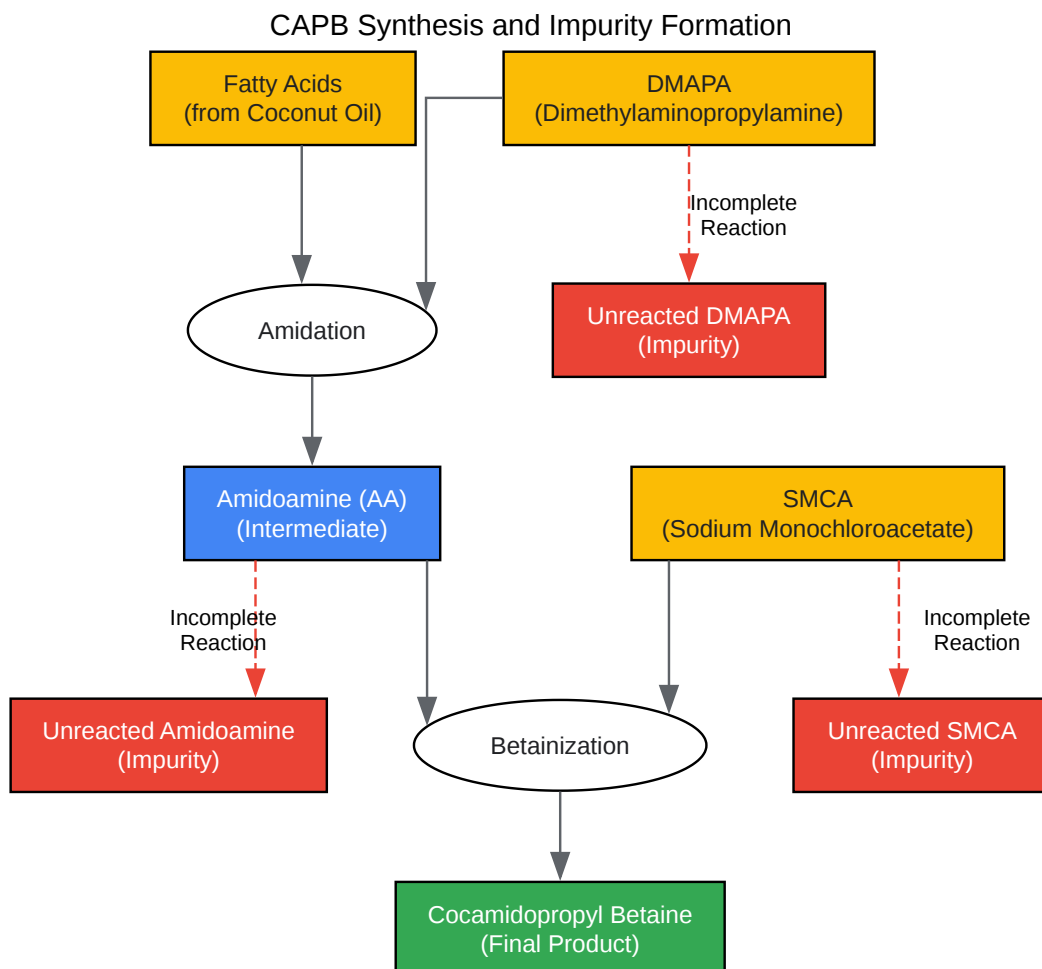 CAPB Synthesis and Impurity Formation
Fatty Acids
(from Coconut Oil)
DMAPA
(Dimethylaminopropylamine)
Incomplete
Reaction
Unreacted DMAPA
(Impurity)
Amidation
Amidoamine (AA)
(Intermediate)
SMCA
(Sodium Monochloroacetate)
Incomplete
Reaction
Incomplete
Reaction
Unreacted Amidoamine
(Impurity)
Betainization
Unreacted SMCA
(Impurity)
Cocamidopropyl Betaine
(Final Product)